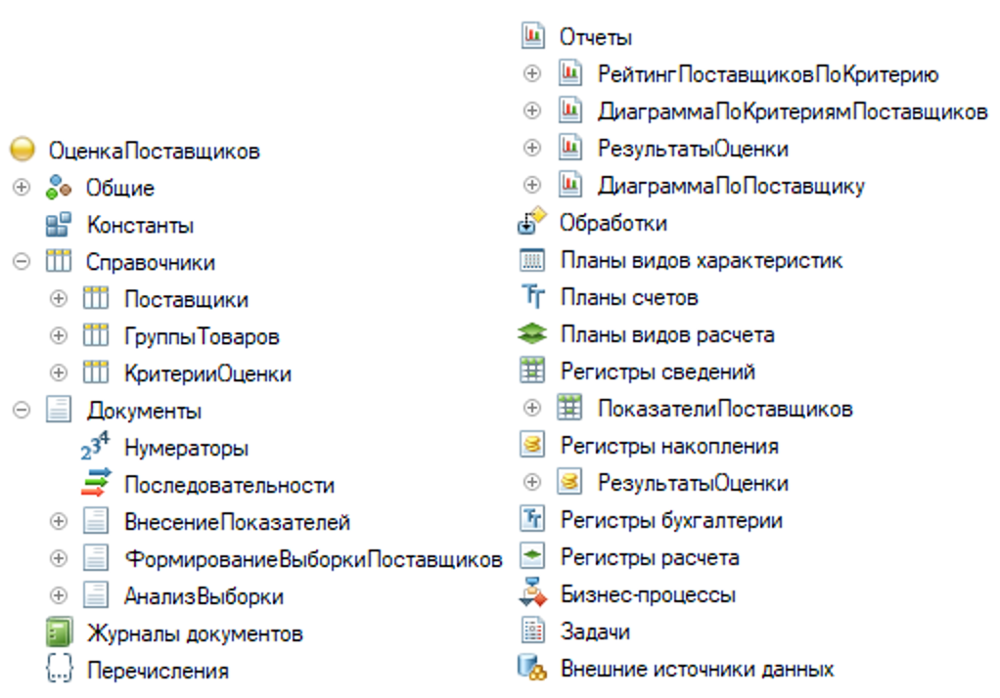 ОценкаПоставщиков
Общие
Константы
Справочники
Поставщики
ГруппыТоваров
КритерииОценки
Документы
Нумераторы
Последовательности
ВнесениеПоказателей
ФормированиеВыборкиПоставщиков
АнализВыборки
Журналы документов
Перечисления
Отчеты
РейтингПоставщиковПоКритерию
ДиаграммаПоКритериямПоставщиков
РезультатыОценки
ДиаграммаПоПоставщику
Обработки
Планы видов характеристик
Планы счетов
Планы видов расчета
Регистры сведений
ПоказателиПоставщиков
Регистры накопления
РезультатыОценки
Регистры бухгалтерии
Регистры расчета
Бизнес-процессы
Задачи
Внешние источники данных